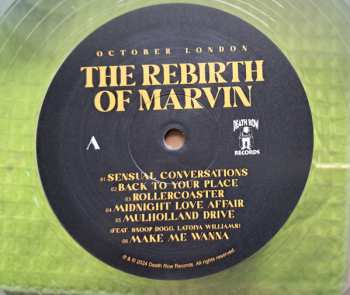 OCTOBER LONDON
THE REBIRTH
OF MARVIN
A
DEATH ROW
RECORDS
01 SENSUAL CONVERSATIONS
02 BACK TO YOUR PLACE
03 ROLLERCOASTER
04 MIDNIGHT LOVE AFFAIR
05 MULHOLLAND DRIVE
(FEAT. SNOOP DOGG, LATOIYA WILLIAMS)
06 MAKE ME WANNA
℗ & © 2024 Death Row Records. All rights reserved.